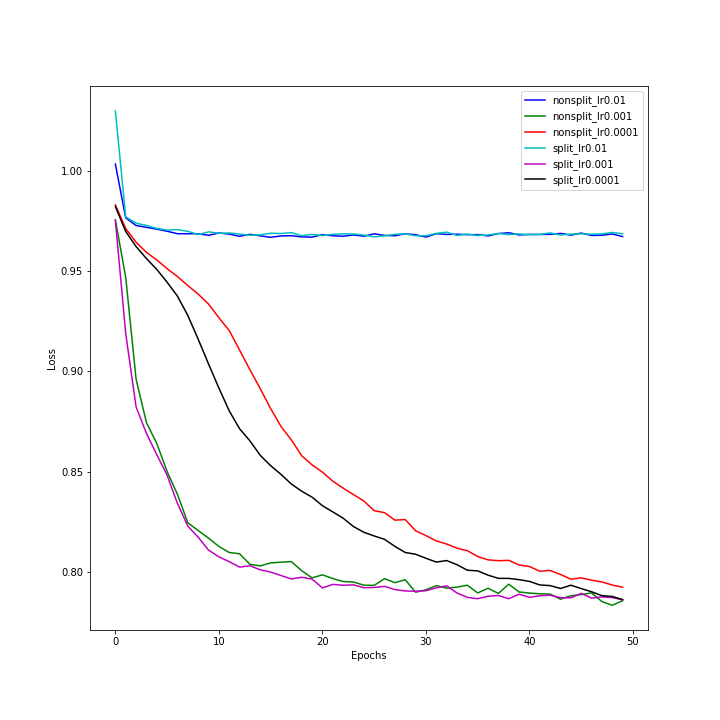 nonsplit_lr0.01
nonsplit_lr0.001
nonsplit_lr0.0001
split_lr0.01
split_lr0.001
split_lr0.0001
1.00
0.95
0.90
0.85
0.80
Loss
0 10 20 30 40 50
Epochs